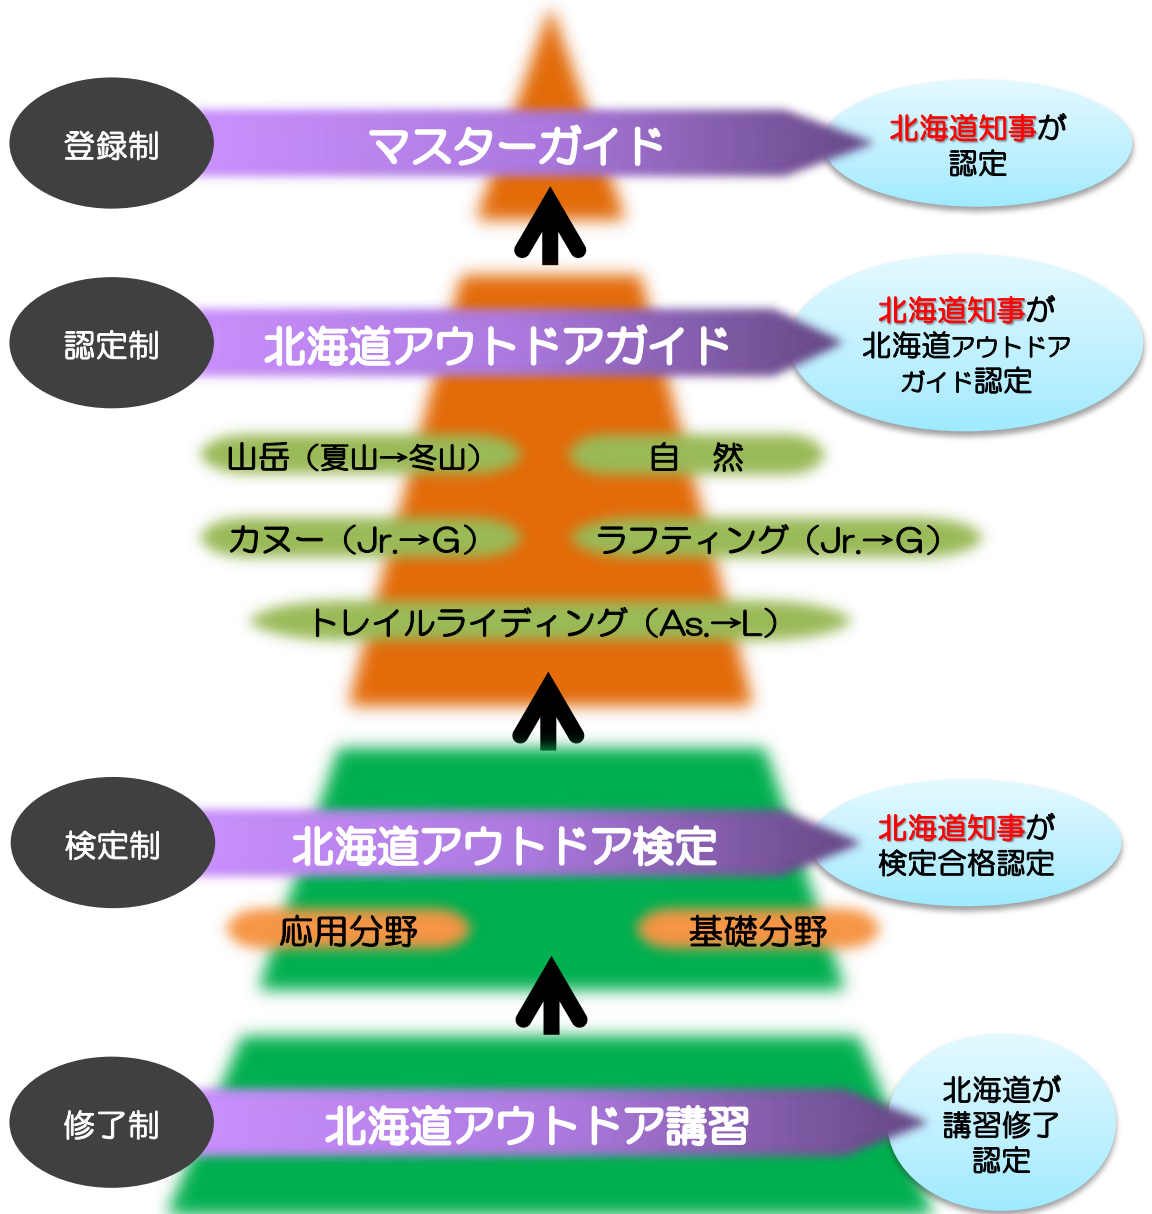 登録制
マスターガイド
北海道知事が
認定
認定制
北海道アウトドアガイド
北海道知事が
北海道アウトドア
ガイド認定
山岳（夏山→冬山）
自　然
カヌー（Jr.→G）
ラフティング（Jr.→G）
トレイルライディング（As.→L）
検定制
北海道アウトドア検定
北海道知事が
検定合格認定
応用分野
基礎分野
修了制
北海道アウトドア講習
北海道が
講習修了
認定